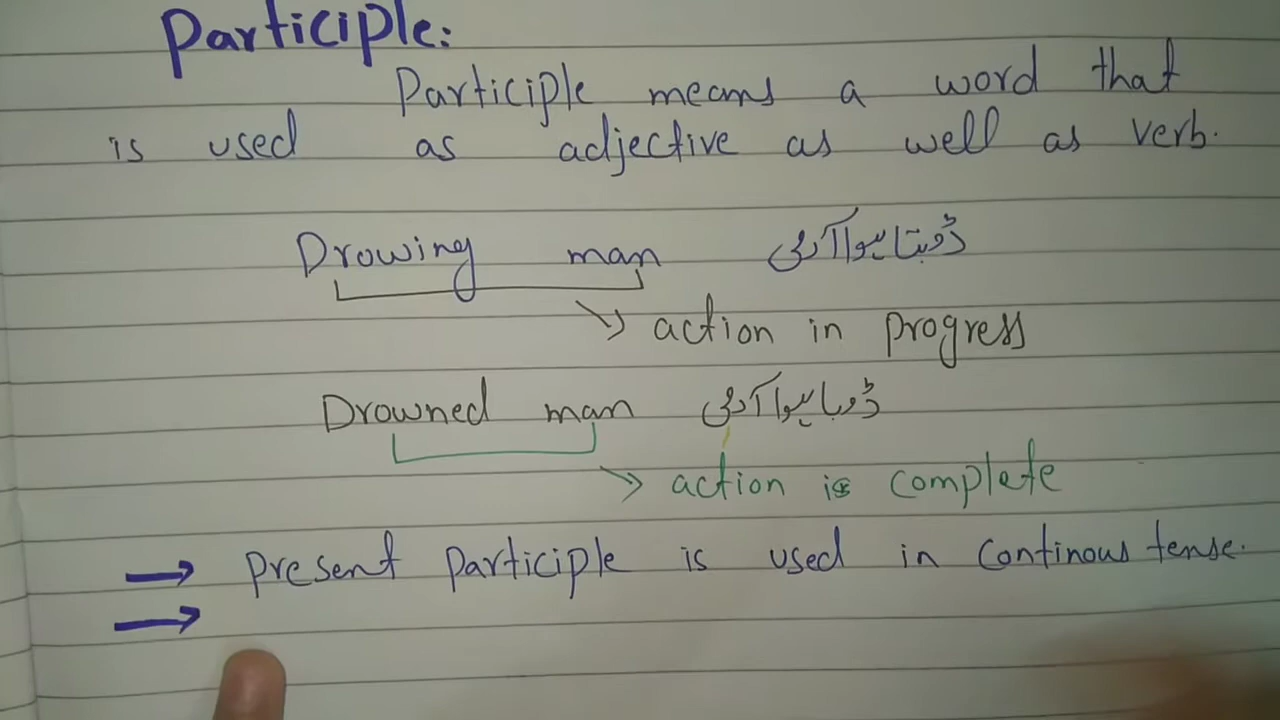 Participle:
Participle means a word that
is used as adjective as well as verb.
Drowing man ڈوبتا ہوا آدمی
action in progress
Drowned man ڈوبا ہوا آدمی
action is complete
→ Present Participle is used in Continous tense.
→